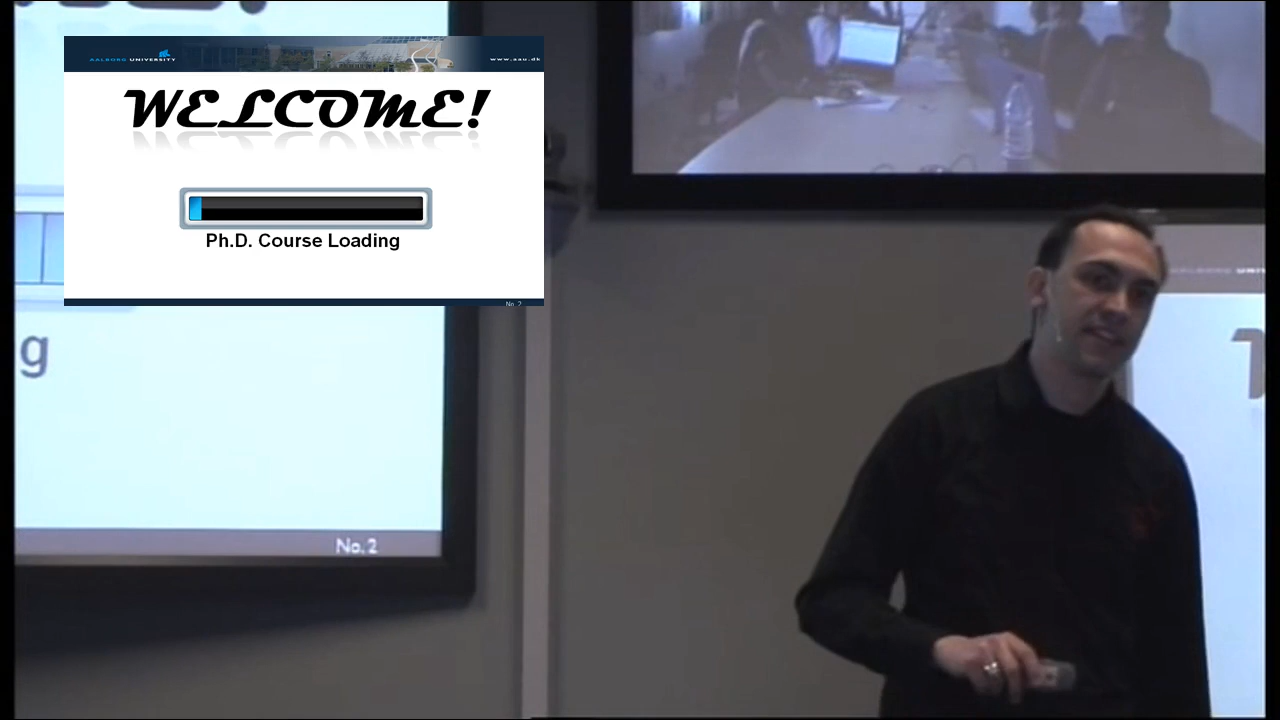 AALBORG UNIVERSITY
www.aau.dk
WELCOME!
Ph.D. Course Loading
No. 2
g
No. 2